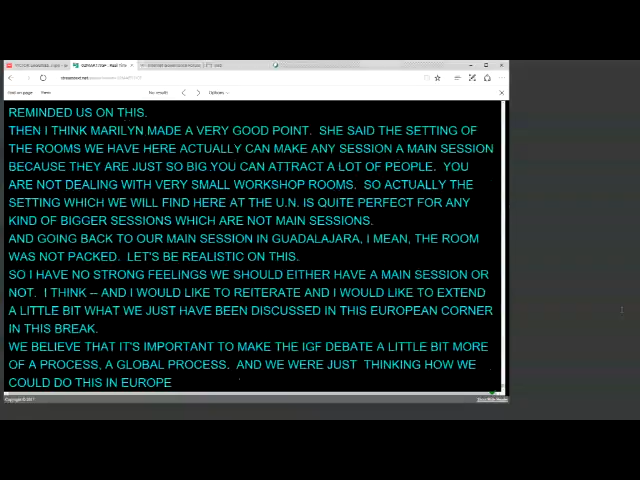 Find on page
No results
Options
REMINDED US ON THIS.
THEN I THINK MARILYN MADE A VERY GOOD POINT. SHE SAID THE SETTING OF
THE ROOMS WE HAVE HERE ACTUALLY CAN MAKE ANY SESSION A MAIN SESSION
BECAUSE THEY ARE JUST SO BIG YOU CAN ATTRACT A LOT OF PEOPLE. YOU
ARE NOT DEALING WITH VERY SMALL WORKSHOP ROOMS. SO ACTUALLY THE
SETTING WHICH WE WILL FIND HERE AT THE U.N. IS QUITE PERFECT FOR ANY
KIND OF BIGGER SESSIONS WHICH ARE NOT MAIN SESSIONS.
AND GOING BACK TO OUR MAIN SESSION IN GUADALAJARA, I MEAN, THE ROOM
WAS NOT PACKED. LET'S BE REALISTIC ON THIS.
SO I HAVE NO STRONG FEELINGS WE SHOULD EITHER HAVE A MAIN SESSION OR
NOT. I THINK -- AND I WOULD LIKE TO REITERATE AND I WOULD LIKE TO EXTEND
A LITTLE BIT WHAT WE JUST HAVE BEEN DISCUSSED IN THIS EUROPEAN CORNER
IN THIS BREAK.
WE BELIEVE THAT IT'S IMPORTANT TO MAKE THE IGF DEBATE A LITTLE BIT MORE
OF A PROCESS, A GLOBAL PROCESS. AND WE WERE JUST THINKING HOW WE
COULD DO THIS IN EUROPE